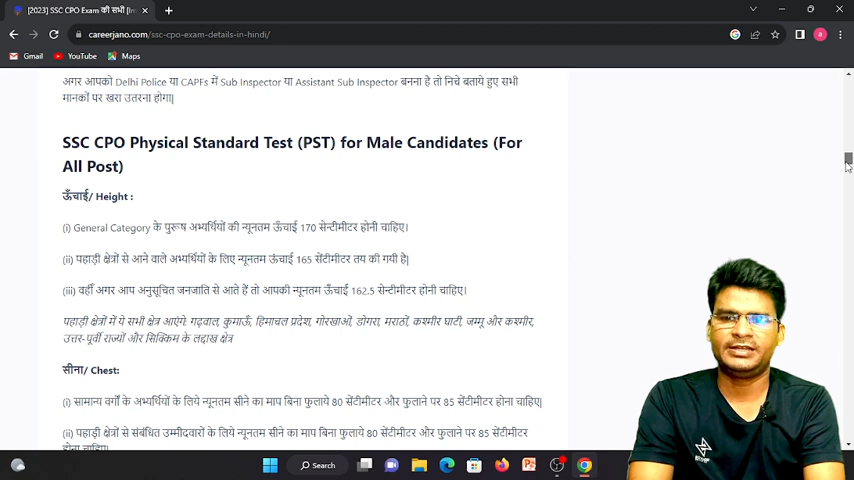 [2023] SSC CPO Exam की सभी [In
careerjano.com/ssc-cpo-exam-details-in-hindi/
a
Gmail YouTube Maps
अगर आपको Delhi Police या CAPFs में Sub Inspector या Assistant Sub Inspector बनना है तो निचे बताये हुए सभी
मानकों पर खरा उतरना होगा|
SSC CPO Physical Standard Test (PST) for Male Candidates (For
All Post)
ऊँचाई/ Height :
(i) General Category के पुरूष अभ्यर्थियों की न्यूनतम ऊँचाई 170 सेन्टीमीटर होनी चाहिए।
(ii) पहाड़ी क्षेत्रों से आने वाले अभ्यर्थियों के लिए न्यूनतम ऊंचाई 165 सेंटीमीटर तय की गयी है|
(iii) वहीँ अगर आप अनुसूचित जनजाति से आते हैं तो आपकी न्यूनतम ऊँचाई 162.5 सेन्टीमीटर होनी चाहिए।
पहाड़ी क्षेत्रों में ये सभी क्षेत्र आएंगे: गढ़वाल, कुमाऊँ, हिमाचल प्रदेश, गोरखाओं, डोगरा, मराठों, कश्मीर घाटी, जम्मू और कश्मीर,
उत्तर-पूर्वी राज्यों और सिक्किम के लद्दाख क्षेत्र
सीना/ Chest:
(i) सामान्य वर्गों के अभ्यर्थियों के लिये न्यूनतम सीने का माप बिना फुलाये 80 सेंटीमीटर और फुलाने पर 85 सेंटीमीटर होना चाहिए|
(ii) पहाड़ी क्षेत्रों से संबंधित उम्मीदवारों के लिये न्यूनतम सीने का माप बिना फुलाये 80 सेंटीमीटर और फुलाने पर 85 सेंटीमीटर
होना चाहिए|
Search